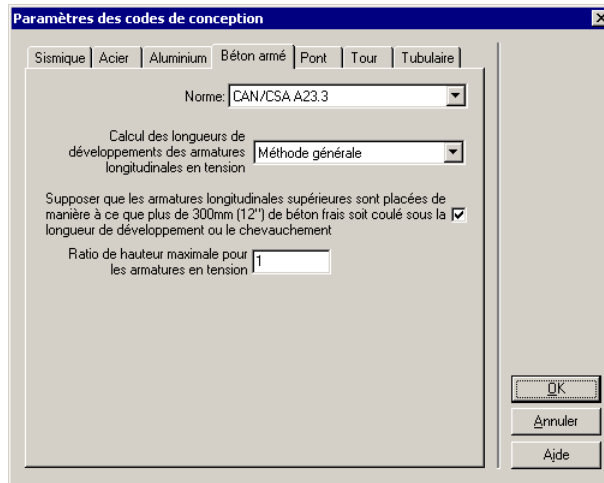 Paramètres des codes de conception
Sismique Acier Aluminium Béton armé Pont Tour Tubulaire
Norme: CAN/CSA A23.3
Calcul des longueurs de
développements des armatures
longitudinales en tension
Méthode générale
Supposer que les armatures longitudinales supérieures sont placées de
manière à ce que plus de 300mm (12'') de béton frais soit coulé sous la
longueur de développement ou le chevauchement
Ratio de hauteur maximale pour
les armatures en tension
1
OK
Annuler
Aide